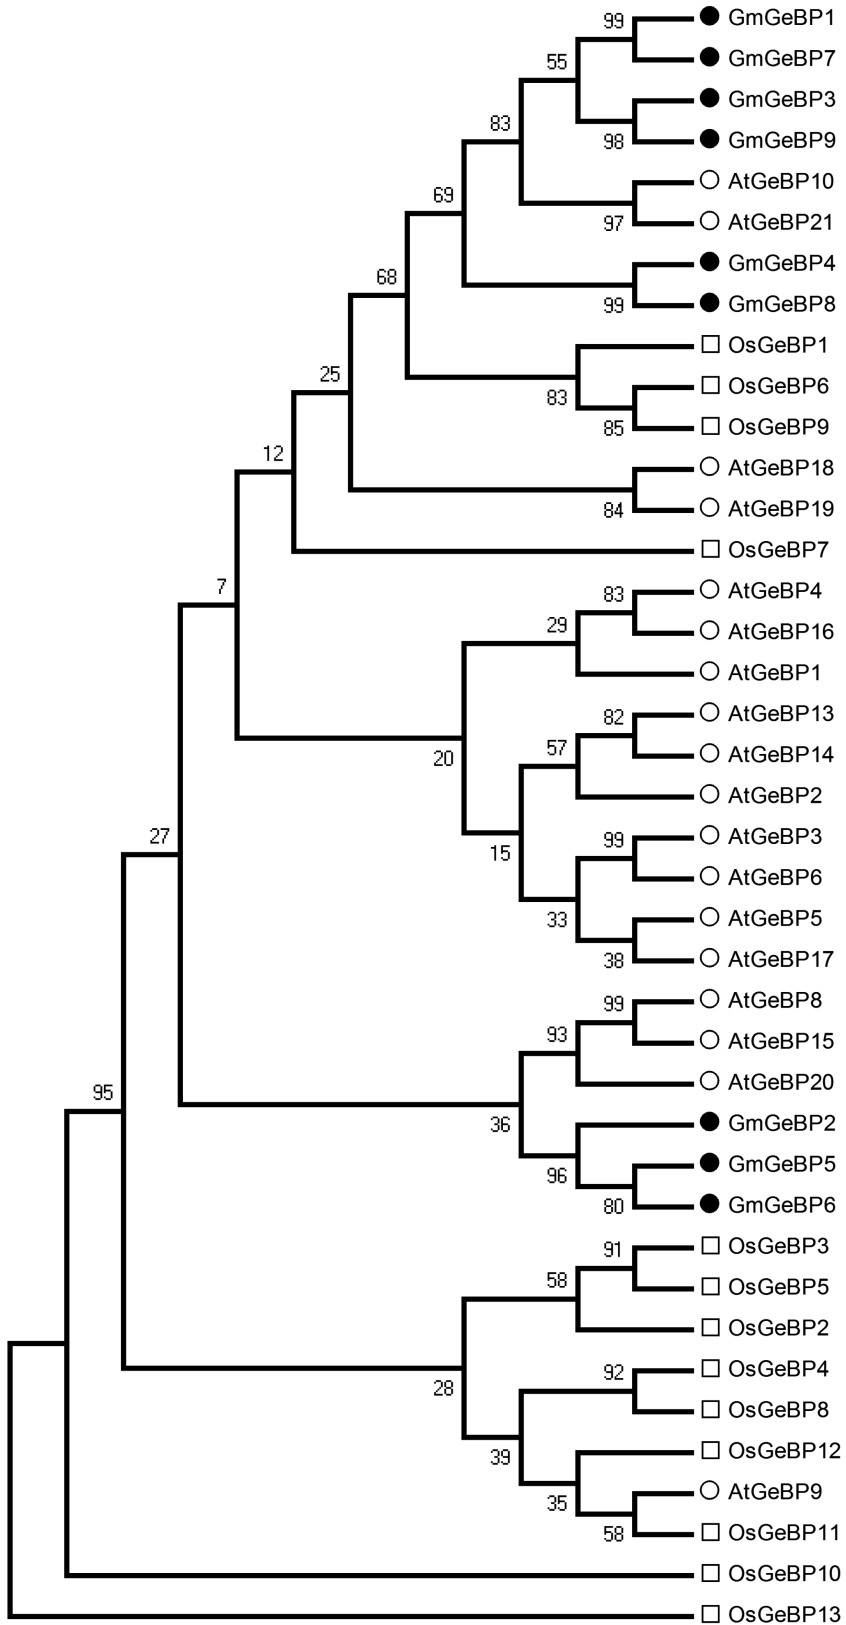 99
GmGeBP1
55
GmGeBP7
GmGeBP3
83
98
GmGeBP9
AtGeBP10
69
97
AtGeBP21
GmGeBP4
68
99
GmGeBP8
OsGeBP1
25
OsGeBP6
83
85
OsGeBP9
12
AtGeBP18
84
AtGeBP19
OsGeBP7
7
83
AtGeBP4
29
AtGeBP16
AtGeBP1
82
AtGeBP13
57
AtGeBP14
20
AtGeBP2
27
99
AtGeBP3
15
AtGeBP6
33
AtGeBP5
38
AtGeBP17
99
AtGeBP8
93
AtGeBP15
95
AtGeBP20
36
GmGeBP2
96
GmGeBP5
80
GmGeBP6
91
OsGeBP3
58
OsGeBP5
OsGeBP2
28
92
OsGeBP4
OsGeBP8
39
OsGeBP12
35
AtGeBP9
58
OsGeBP11
OsGeBP10
OsGeBP13